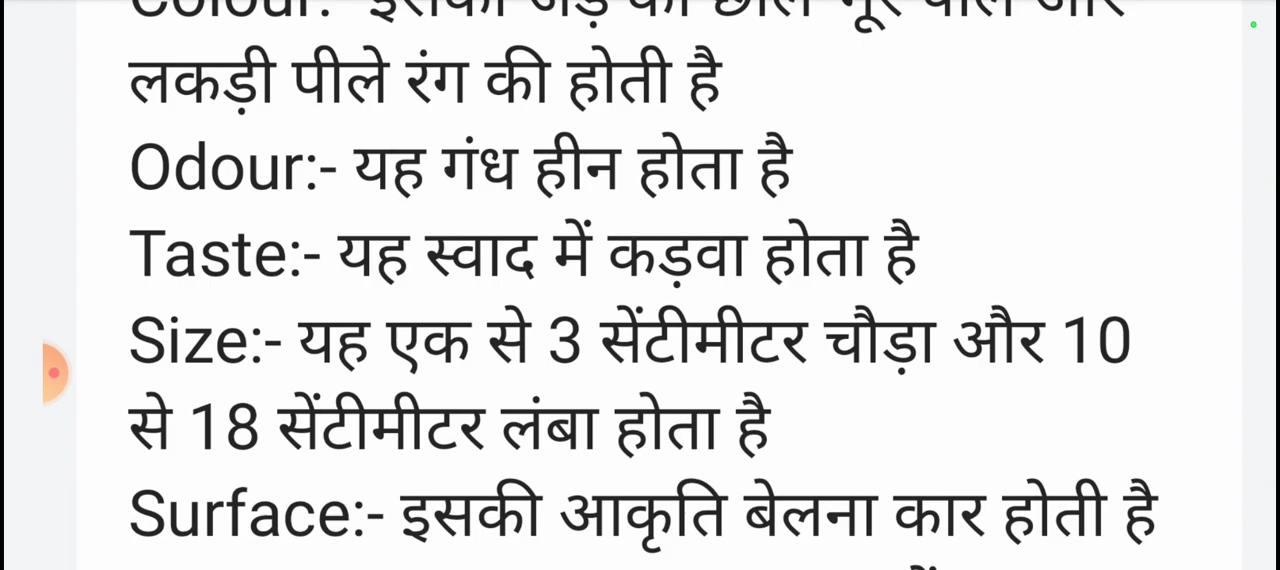 लकड़ी पीले रंग की होती है
Odour:- यह गंध हीन होता है
Taste:- यह स्वाद में कड़वा होता है
Size:- यह एक से 3 सेंटीमीटर चौड़ा और 10
से 18 सेंटीमीटर लंबा होता है
Surface:- इसकी आकृति बेलना कार होती है